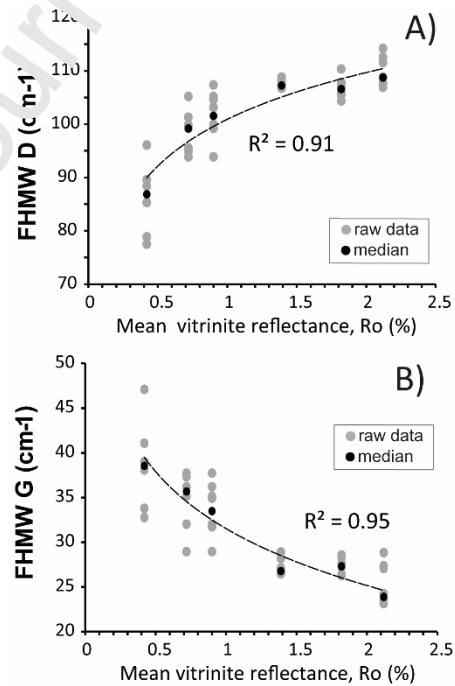 A)
120
110
100
90
80
70
FHMW D (cm-1)
R² = 0.91
raw data
median
0 0.5 1 1.5 2 2.5
Mean vitrinite reflectance, Ro (%)
B)
50
45
40
35
30
25
20
FHMW G (cm-1)
raw data
median
R² = 0.95
0 0.5 1 1.5 2 2.5
Mean vitrinite reflectance, Ro (%)